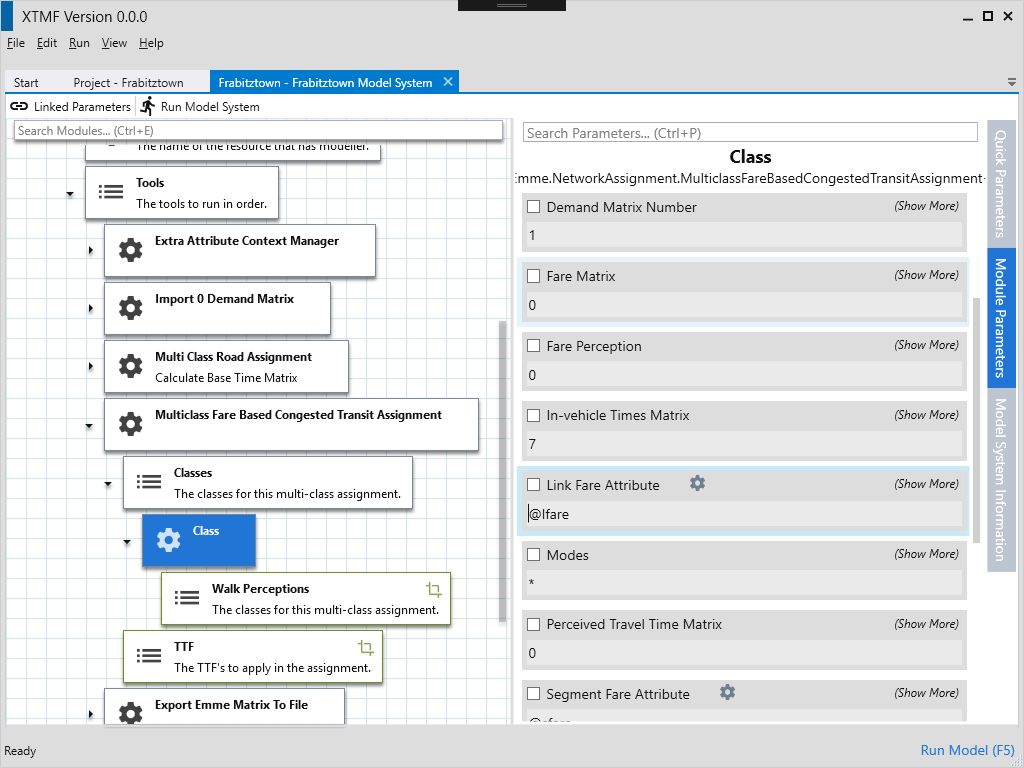 XTMF Version 0.0.0
File Edit Run View Help
Start Project - Frabitztown Frabitztown - Frabitztown Model System
Linked Parameters Run Model System
Search Modules... (Ctrl+E)
The name of the resource that has modeller.
Tools
The tools to run in order.
Extra Attribute Context Manager
Import 0 Demand Matrix
Multi Class Road Assignment
Calculate Base Time Matrix
Multiclass Fare Based Congested Transit Assignment
Classes
The classes for this multi-class assignment.
Class
Walk Perceptions
The classes for this multi-class assignment.
TTF
The TTF's to apply in the assignment.
Export Emme Matrix To File
Search Parameters... (Ctrl+P)
Class
Emme.NetworkAssignment.MulticlassFareBasedCongestedTransitAssignment
Demand Matrix Number (Show More)
1
Fare Matrix (Show More)
0
Fare Perception (Show More)
0
In-vehicle Times Matrix (Show More)
7
Link Fare Attribute (Show More)
@lfare
Modes (Show More)
*
Perceived Travel Time Matrix (Show More)
0
Segment Fare Attribute (Show More)
@sfare
Quick Parameters
Module Parameters
Model System Information
Ready
Run Model (F5)